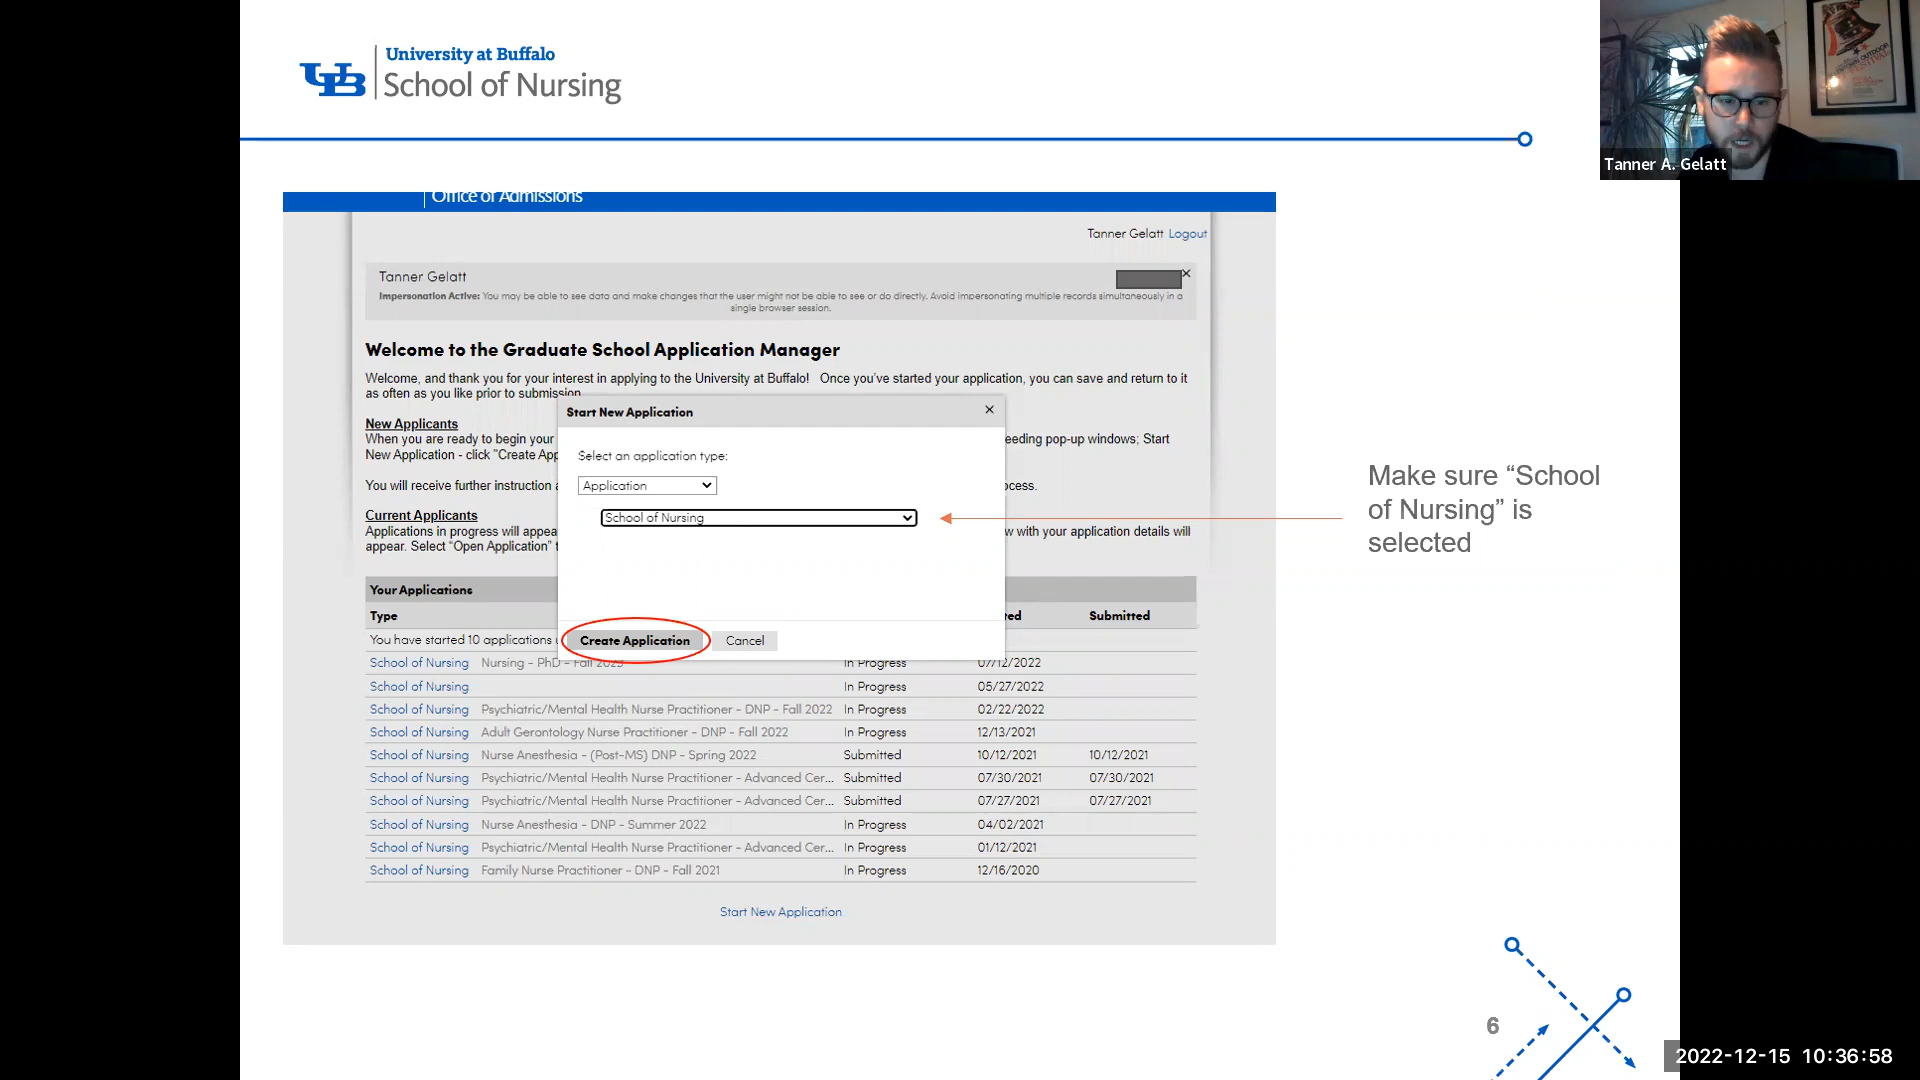 University at Buffalo
School of Nursing
Tanner A. Gelatt
Office of Admissions
Tanner Gelatt Logout
Tanner Gelatt
Impersonation Active: You may be able to see data and make changes that the user might not be able to see or do directly. Avoid impersonating multiple records simultaneously in a
single browser session.
Welcome to the Graduate School Application Manager
Welcome, and thank you for your interest in applying to the University at Buffalo! Once you've started your application, you can save and return to it
as often as you like prior to submission
Start New Application
New Applicants
When you are ready to begin your eeding pop-up windows; Start
New Application - click "Create App
Select an application type:
You will receive further instruction cess.
Application
School of Nursing
Current Applicants
Applications in progress will appea w with your application details will
appear. Select "Open Application"
Make sure “School
of Nursing” is
selected
Your Applications
Type ted Submitted
You have started 10 applications
Create Application Cancel
School of Nursing Nursing - PhD - Fall 2023 In Progress 07/12/2022
School of Nursing In Progress 05/27/2022
School of Nursing Psychiatric/Mental Health Nurse Practitioner - DNP - Fall 2022 In Progress 02/22/2022
School of Nursing Adult Gerontology Nurse Practitioner - DNP - Fall 2022 In Progress 12/13/2021
School of Nursing Nurse Anesthesia - (Post-MS) DNP - Spring 2022 Submitted 10/12/2021 10/12/2021
School of Nursing Psychiatric/Mental Health Nurse Practitioner - Advanced Cer... Submitted 07/30/2021 07/30/2021
School of Nursing Psychiatric/Mental Health Nurse Practitioner - Advanced Cer... Submitted 07/27/2021 07/27/2021
School of Nursing Nurse Anesthesia - DNP - Summer 2022 In Progress 04/02/2021
School of Nursing Psychiatric/Mental Health Nurse Practitioner - Advanced Cer... In Progress 01/12/2021
School of Nursing Family Nurse Practitioner - DNP - Fall 2021 In Progress 12/16/2020
Start New Application
6
2022-12-15 10:36:58